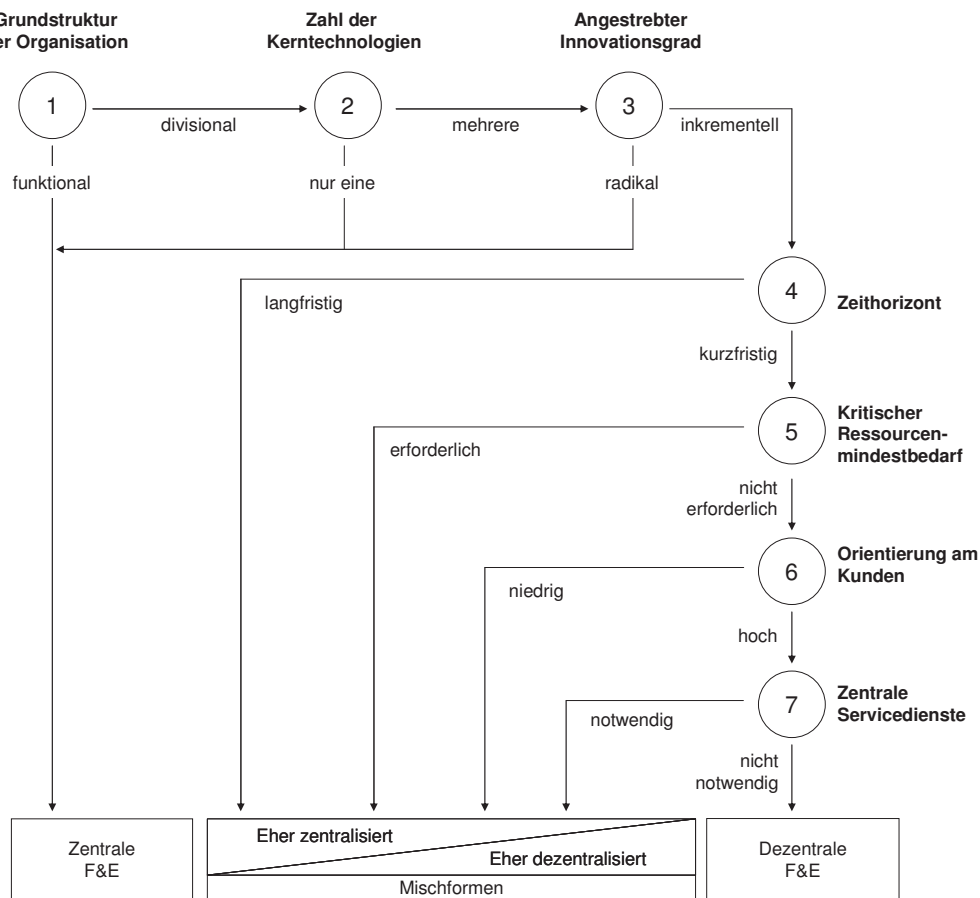 Grundstruktur
er Organisation
Zahl der
Kerntechnologien
Angestrebter
Innovationsgrad
1
divisional
2
mehrere
3
inkrementell
funktional
nur eine
radikal
langfristig
4
Zeithorizont
kurzfristig
erforderlich
5
Kritischer
Ressourcen-
mindestbedarf
nicht
erforderlich
niedrig
6
Orientierung am
Kunden
hoch
notwendig
7
Zentrale
Servicedienste
nicht
notwendig
Zentrale
F&E
Eher zentralisiert
Eher dezentralisiert
Mischformen
Dezentrale
F&E